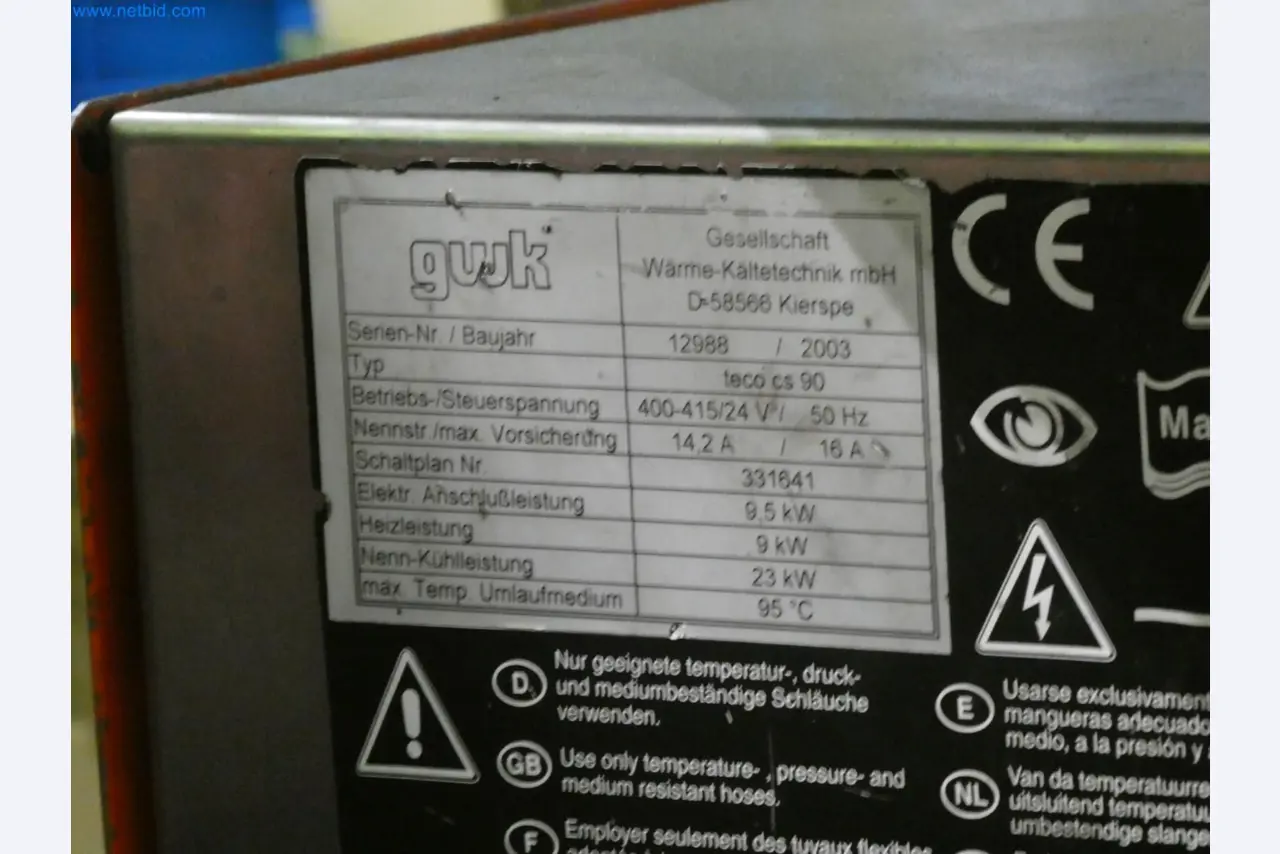 www.netbid.com
gwk
Gesellschaft
Wärme-Kältetechnik mbH
D-58566 Kierspe
Serien-Nr. / Baujahr 12988 / 2003
Typ teco cs 90
Betriebs-/Steuerspannung 400-415/24 V / 50 Hz
Nennstr./max. Vorsicherung 14,2 A / 16 A
Schaltplan Nr. 331641
Elektr. Anschlußleistung 9,5 kW
Heizleistung 9 kW
Nenn-Kühlleistung 23 kW
max. Temp. Umlaufmedium 95 °C
CE
Ma
D Nur geeignete temperatur-, druck-
und mediumbeständige Schläuche
verwenden.
GB Use only temperature- , pressure- and
medium resistant hoses.
F Employer seulement des tuyaux flexibles
E Usarse exclusivament
mangueras adecuado
medio, a la presión y
NL Van da temperatuurre
uitsluitend temperatuu
umbestendige slange